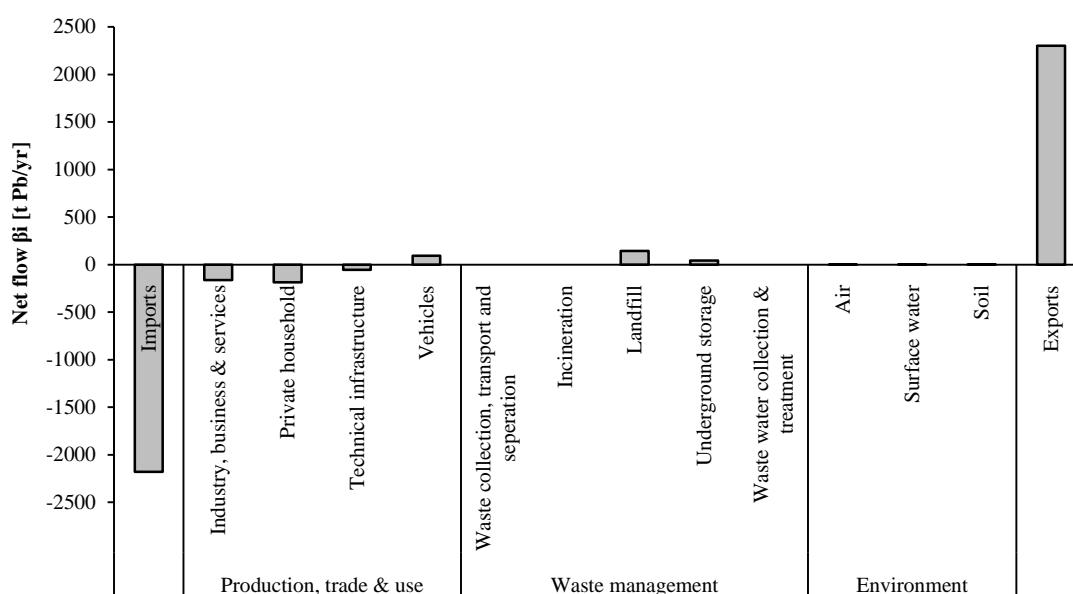 Net flow βi [t Pb/yr]
2500
2000
1500
1000
500
0
-500
-1000
-1500
-2000
-2500
Imports
Industry, business & services
Private household
Technical infrastructure
Vehicles
Waste collection, transport and
seperation
Incineration
Landfill
Underground storage
Waste water collection &
treatment
Air
Surface water
Soil
Exports
Production, trade & use
Waste management
Environment